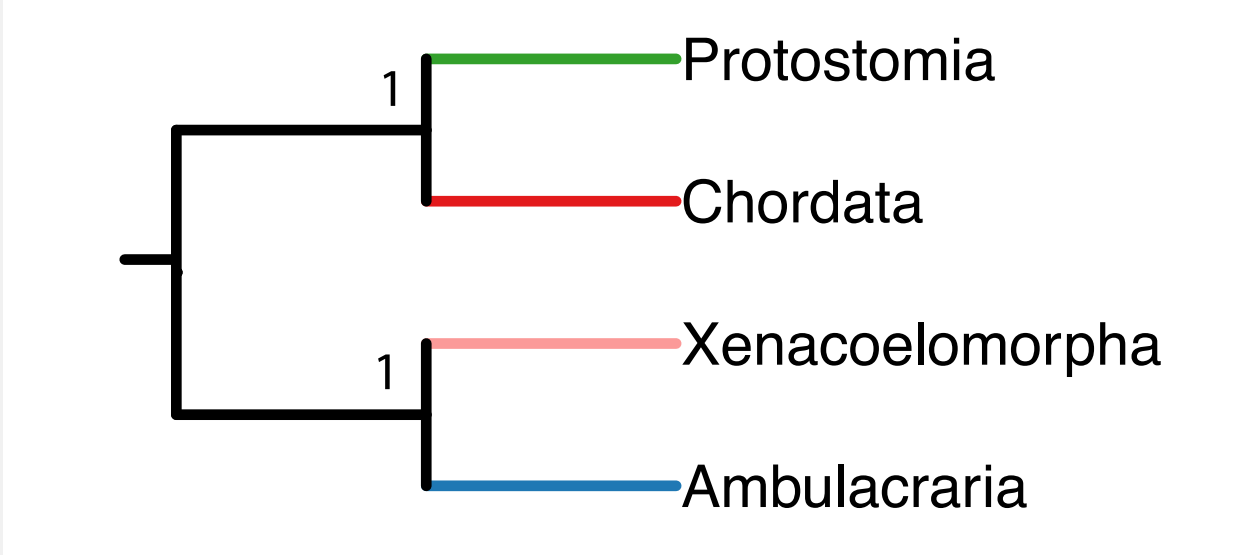 Protostomia
1
Chordata
Xenacoelomorpha
1
Ambulacraria